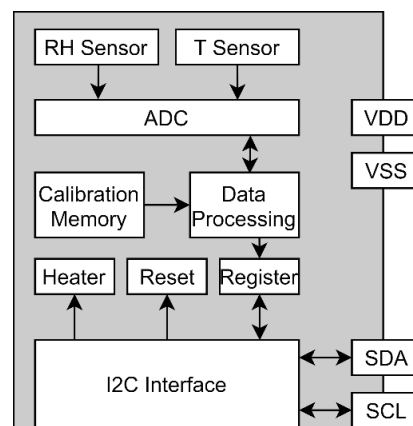 RH Sensor
T Sensor
ADC
VDD
VSS
Calibration
Memory
Data
Processing
Heater
Reset
Register
I2C Interface
SDA
SCL